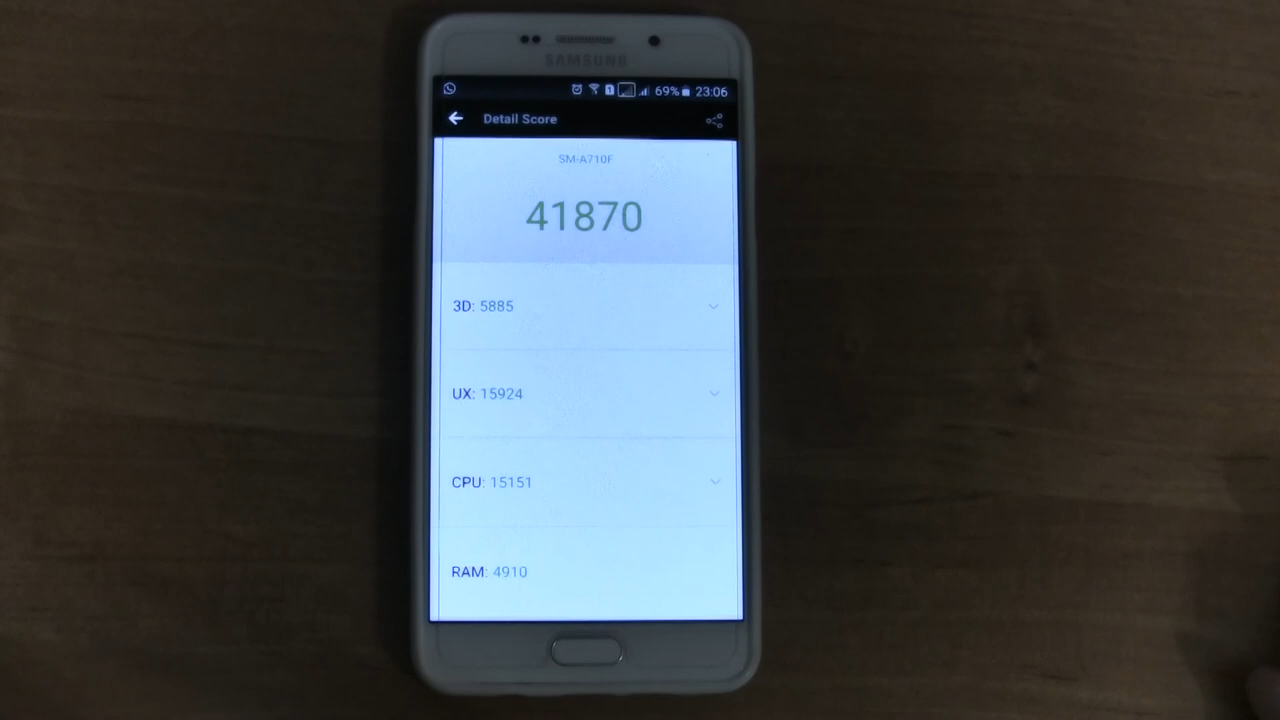 SAMSUNG
69% 23:06
Detail Score
SM-A710F
41870
3D: 5885
UX: 15924
CPU: 15151
RAM: 4910